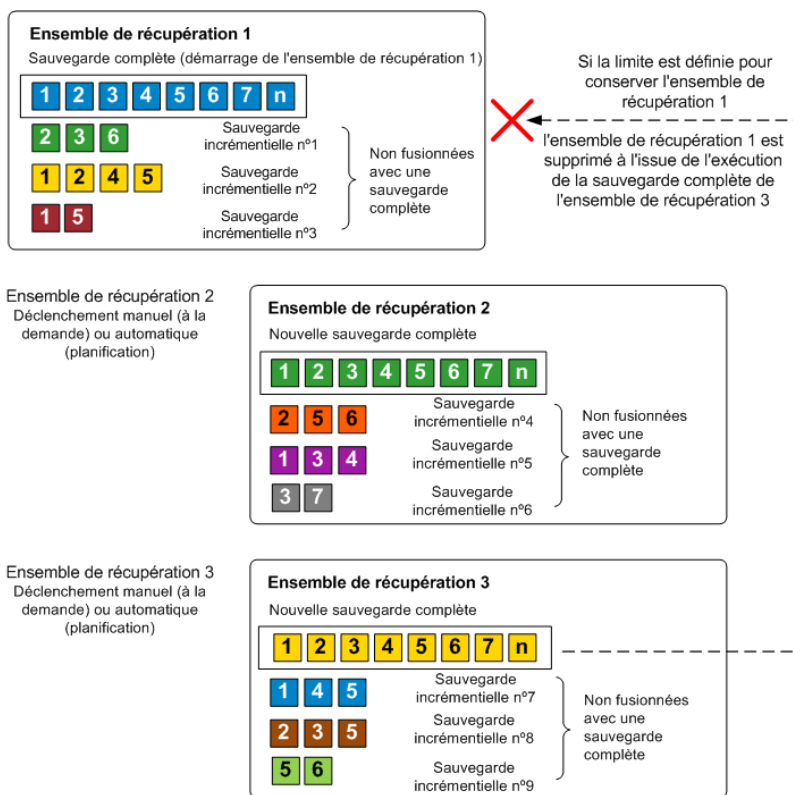 Ensemble de récupération 1
Sauvegarde complète (démarrage de l'ensemble de récupération 1)
1 2 3 4 5 6 7 n
2 3 6
Sauvegarde
incrémentielle nº1
1 2 4 5
Sauvegarde
incrémentielle nº2
1 5
Sauvegarde
incrémentielle nº3
Non fusionnées
avec une
sauvegarde
complète
Si la limite est définie pour
conserver l'ensemble de
récupération 1
l'ensemble de récupération 1 est
supprimé à l'issue de l'exécution
de la sauvegarde complète de
l'ensemble de récupération 3
Ensemble de récupération 2
Déclenchement manuel (à la
demande) ou automatique
(planification)
Ensemble de récupération 2
Nouvelle sauvegarde complète
1 2 3 4 5 6 7 n
2 5 6
Sauvegarde
incrémentielle nº4
1 3 4
Sauvegarde
incrémentielle nº5
3 7
Sauvegarde
incrémentielle nº6
Non fusionnées
avec une
sauvegarde
complète
Ensemble de récupération 3
Déclenchement manuel (à la
demande) ou automatique
(planification)
Ensemble de récupération 3
Nouvelle sauvegarde complète
1 2 3 4 5 6 7 n
1 4 5
Sauvegarde
incrémentielle nº7
2 3 5
Sauvegarde
incrémentielle nº8
5 6
Sauvegarde
incrémentielle nº9
Non fusionnées
avec une
sauvegarde
complète